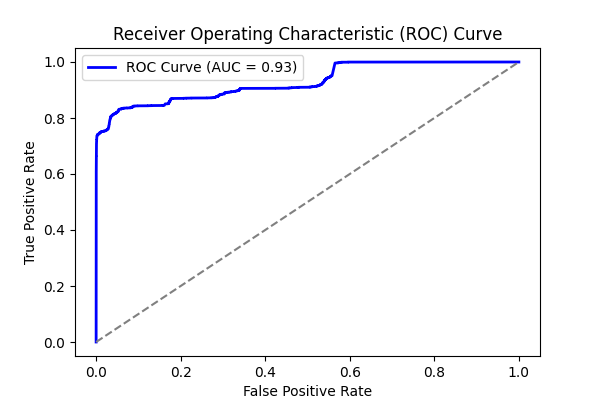 Receiver Operating Characteristic (ROC) Curve
ROC Curve (AUC = 0.93)
True Positive Rate
1.0
0.8
0.6
0.4
0.2
0.0
0.0 0.2 0.4 0.6 0.8 1.0
False Positive Rate